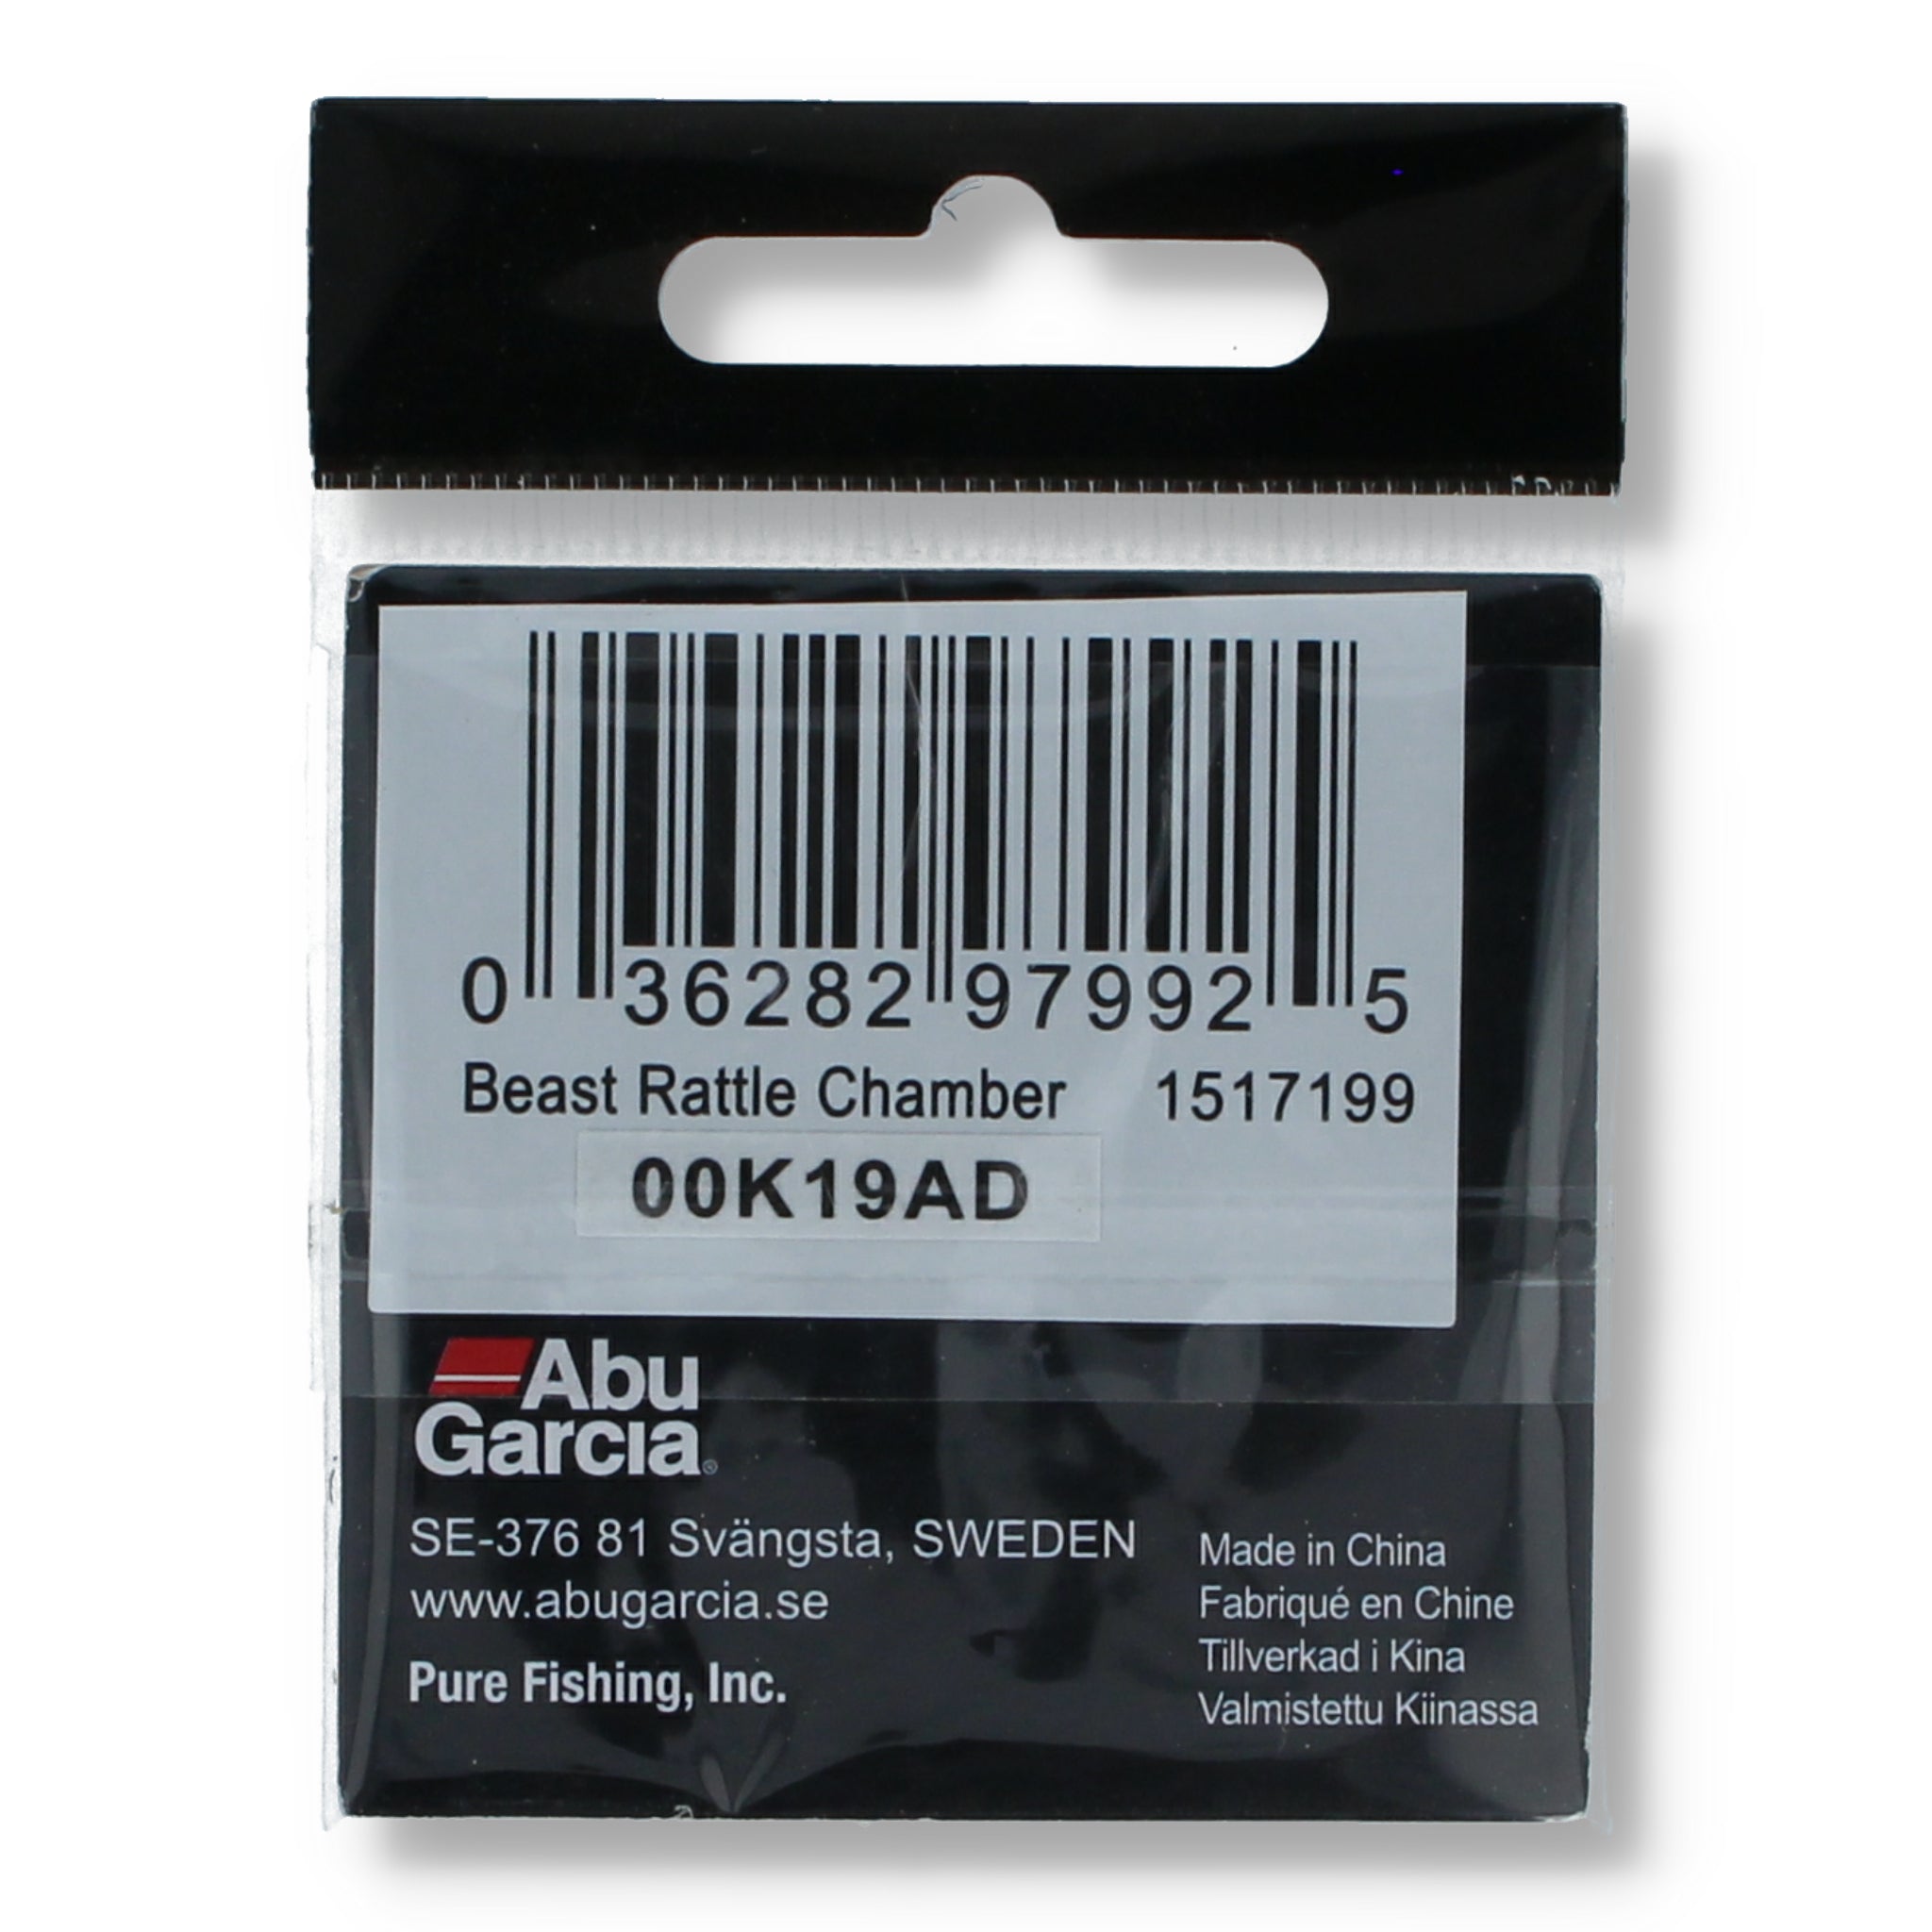 0 36282 97992 5
Beast Rattle Chamber 1517199
00K19AD
Abu
Garcia®
SE-376 81 Svängsta, SWEDEN
www.abugarcia.se
Pure Fishing, Inc.
Made in China
Fabriqué en Chine
Tillverkad i Kina
Valmistettu Kiinassa